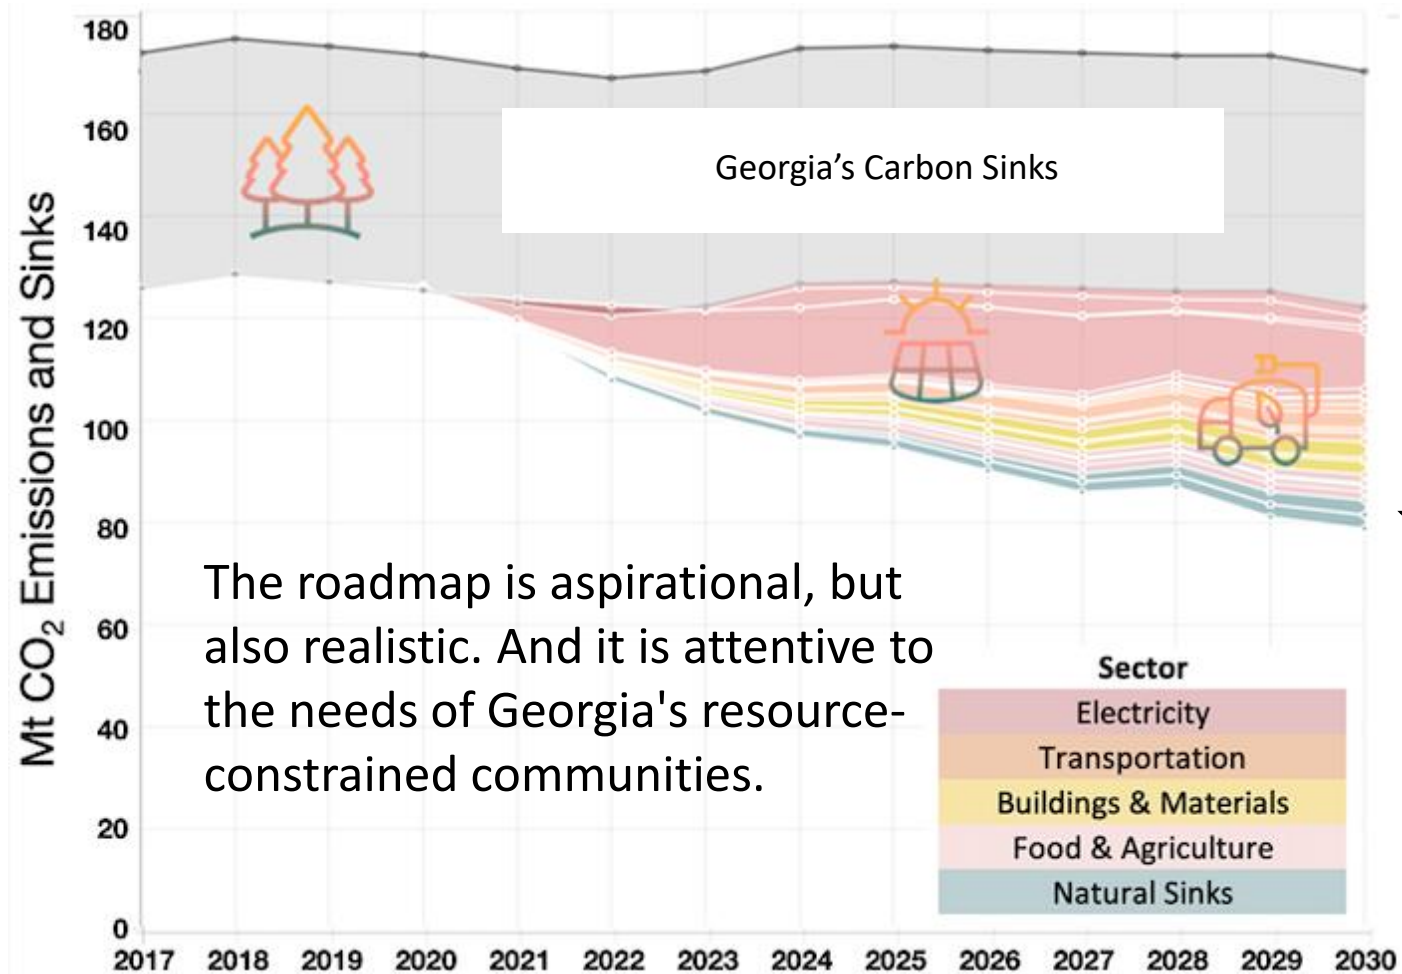 180
160
140
120
100
80
60
40
20
0
Mt CO₂ Emissions and Sinks
Georgia’s Carbon Sinks
The roadmap is aspirational, but
also realistic. And it is attentive to
the needs of Georgia's resource-
constrained communities.
Sector
Electricity
Transportation
Buildings & Materials
Food & Agriculture
Natural Sinks
2017 2018 2019 2020 2021 2022 2023 2024 2025 2026 2027 2028 2029 2030